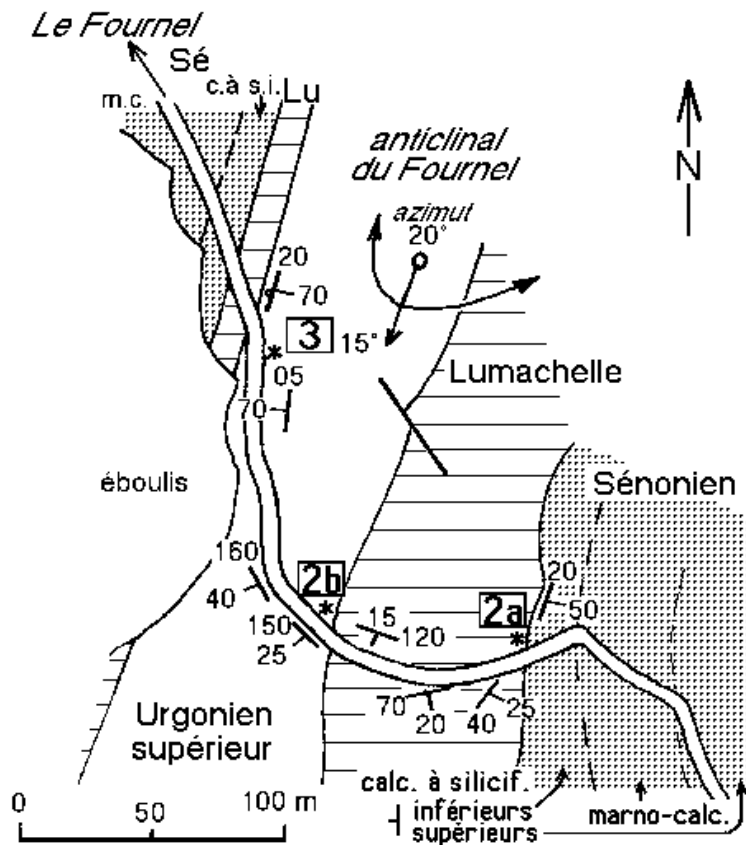 Le Fournel
Sé
c.à s.i.
Lu
m.c.
anticlinal
du Fournel
azimut
20°
15°
N
20
70
3
05
70
Lumachelle
éboulis
Sénonien
160
40
2b
150
25
15
120
2a
20
50
70
20
40
25
Urgonien
supérieur
calc. à silicif.
inférieurs
supérieurs
marno-calc.
0
50
100 m